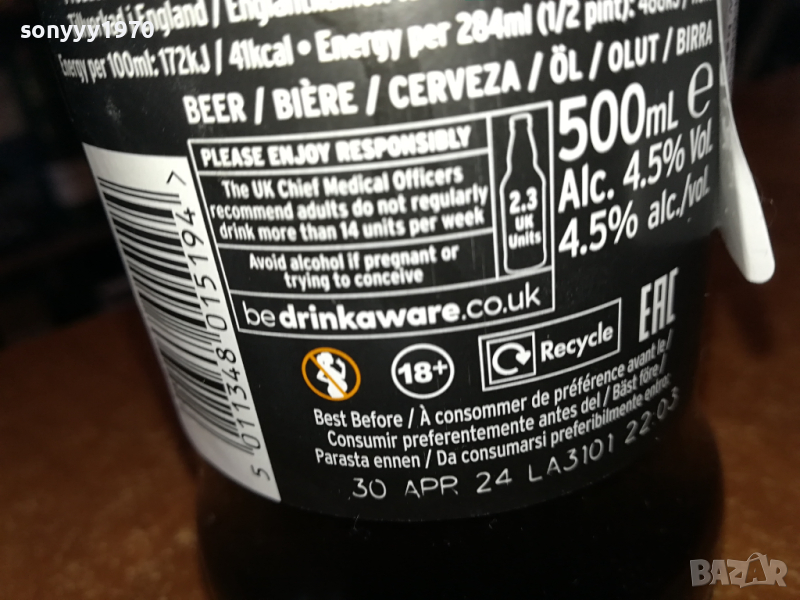 sonyyy1970
England / England
Energy per 100ml: 172kJ / 41kcal • Energy per 284ml (1/2 pint):
BEER / BIÈRE / CERVEZA / ÖL / OLUT / BIRRA
PLEASE ENJOY RESPONSIBLY
The UK Chief Medical Officers
recommend adults do not regularly
drink more than 14 units per week
Avoid alcohol if pregnant or
trying to conceive
bedrinkaware.co.uk
2.3
UK
Units
500mL e
Alc. 4.5% Vol.
4.5% alc./vol.
18+
Recycle
EAC
Best Before / À consommer de préférence avant le /
Consumir preferentemente antes del / Bäst före /
Parasta ennen / Da consumarsi preferibilmente entro:
30 APR 24 LA3101 22:03
5 011348 015194 >
BAZAR